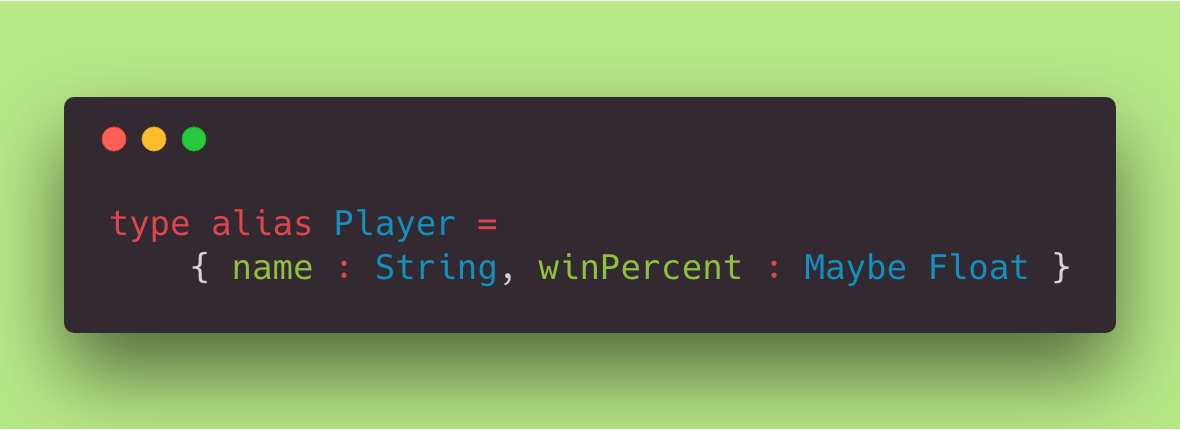 type alias Player =
    { name : String, winPercent : Maybe Float }